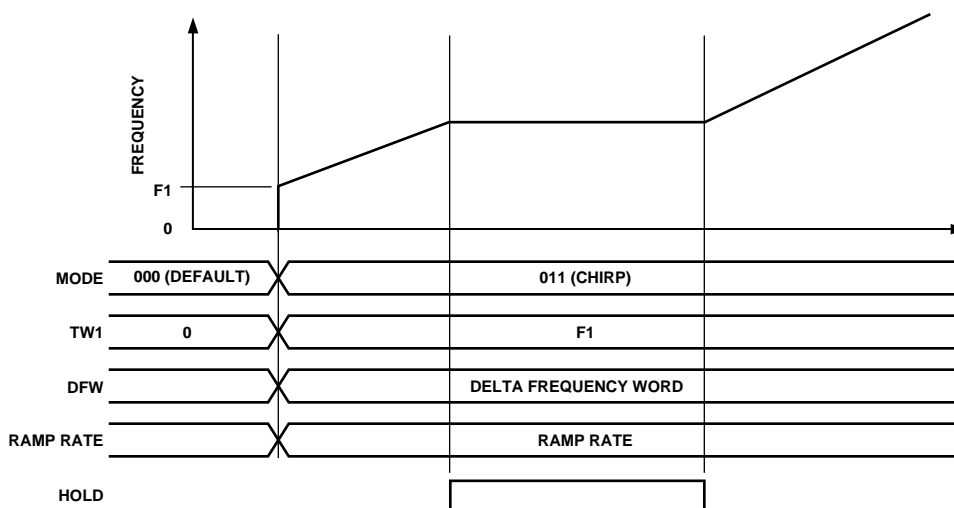 FREQUENCY
F1
0
MODE 000 (DEFAULT) 011 (CHIRP)
TW1 0 F1
DFW DELTA FREQUENCY WORD
RAMP RATE RAMP RATE
HOLD